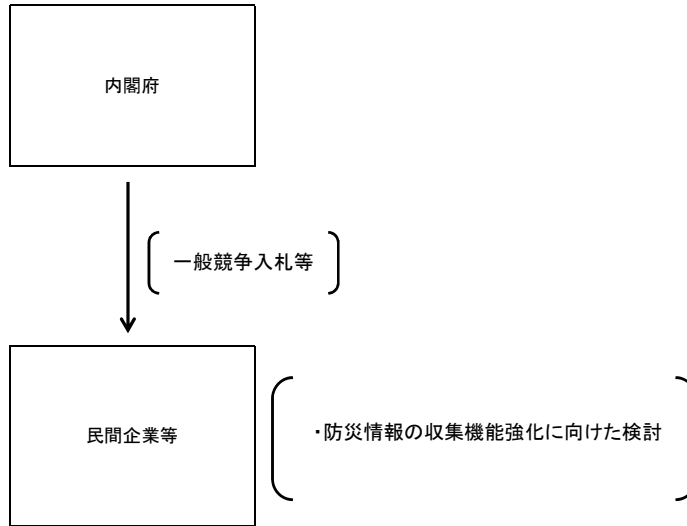 内閣府
一般競争入札等
民間企業等
・防災情報の収集機能強化に向けた検討